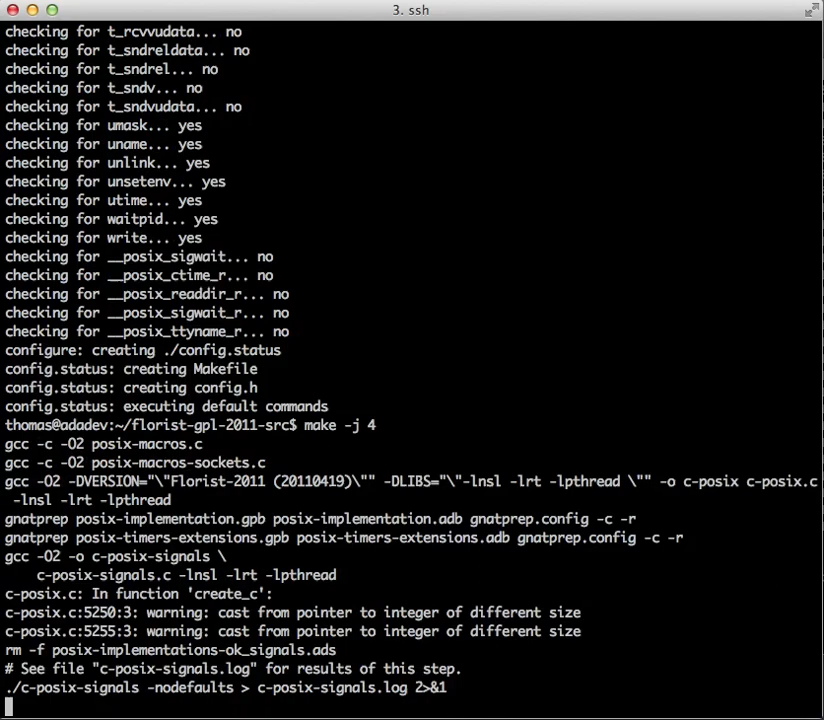 3. ssh
checking for t_rcvvudata... no
checking for t_sndreldata... no
checking for t_sndrel... no
checking for t_sndv... no
checking for t_sndvudata... no
checking for umask... yes
checking for uname... yes
checking for unlink... yes
checking for unsetenv... yes
checking for utime... yes
checking for waitpid... yes
checking for write... yes
checking for __posix_sigwait... no
checking for __posix_ctime_r... no
checking for __posix_readdir_r... no
checking for __posix_sigwait_r... no
checking for __posix_ttyname_r... no
configure: creating ./config.status
config.status: creating Makefile
config.status: creating config.h
config.status: executing default commands
thomas@adadev:~/florist-gpl-2011-src$ make -j 4
gcc -c -O2 posix-macros.c
gcc -c -O2 posix-macros-sockets.c
gcc -O2 -DVERSION="\"Florist-2011 (20110419)\"" -DLIBS="\"-lnsl -lrt -lpthread \"" -o c-posix c-posix.c
 -lnsl -lrt -lpthread
gnatprep posix-implementation.gpb posix-implementation.adb gnatprep.config -c -r
gnatprep posix-timers-extensions.gpb posix-timers-extensions.adb gnatprep.config -c -r
gcc -O2 -o c-posix-signals \
    c-posix-signals.c -lnsl -lrt -lpthread
c-posix.c: In function 'create_c':
c-posix.c:5250:3: warning: cast from pointer to integer of different size
c-posix.c:5255:3: warning: cast from pointer to integer of different size
rm -f posix-implementations-ok_signals.ads
# See file "c-posix-signals.log" for results of this step.
./c-posix-signals -nodefaults > c-posix-signals.log 2>&1